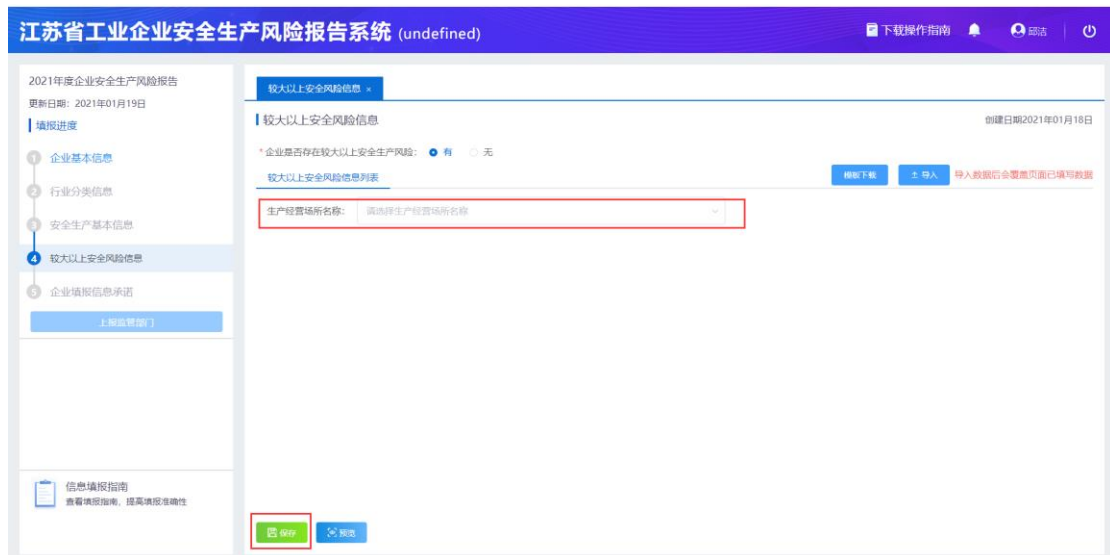 江苏省工业企业安全生产风险报告系统 (undefined)
下载操作指南
邱洁
2021年度企业安全生产风险报告
更新日期：2021年01月19日
填报进度
1 企业基本信息
2 行业分类信息
3 安全生产基本信息
4 较大以上安全风险信息
5 企业填报信息承诺
上报监管部门
信息填报指南
查看填报指南，提高填报准确性
较大以上安全风险信息 ×
较大以上安全风险信息
创建日期2021年01月18日
*企业是否存在较大以上安全生产风险： 有 无
较大以上安全风险信息列表
模板下载 导入 导入数据后会覆盖页面已填写数据
生产经营场所名称： 请选择生产经营场所名称
保存 预览